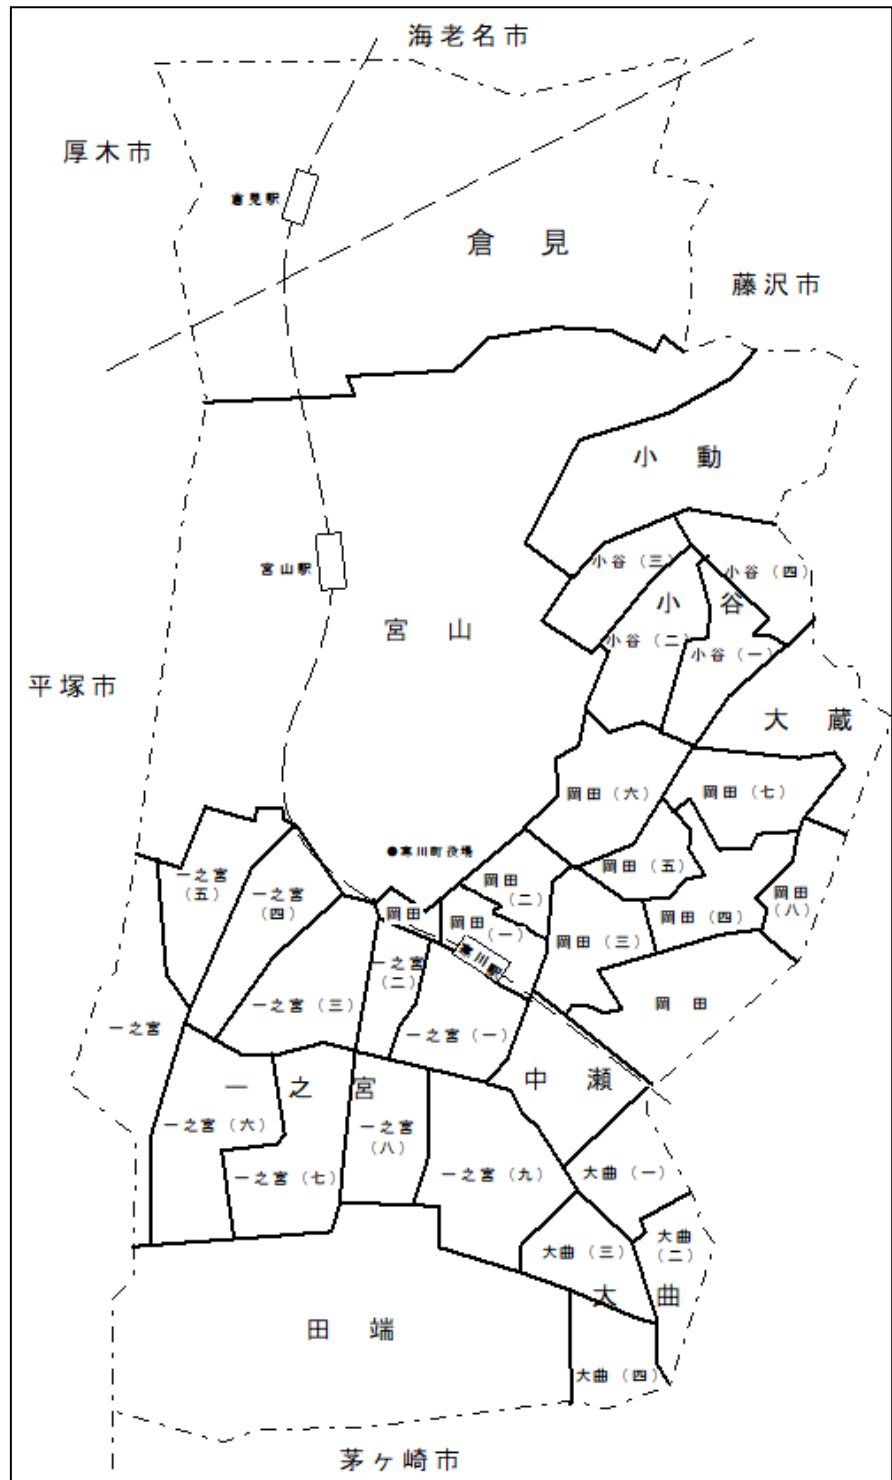 海老名市
厚木市
倉見駅
倉見
藤沢市
小動
小谷（三）
小谷（四）
宮山駅
小谷
宮山
小谷（二）
小谷（一）
平塚市
大蔵
岡田（六）
岡田（七）
●寒川町役場
岡田（五）
一之宮
（五）
一之宮
（四）
岡田
（二）
岡田
（八）
岡田
岡田（一）
岡田（四）
岡田（三）
寒川駅
一之宮
（二）
一之宮（三）
岡田
一之宮
一之宮（一）
中瀬
一之宮
一之宮（六）
一之宮
（八）
一之宮（七）
一之宮（九）
大曲（一）
大曲
（二）
大曲（三）
大曲
田端
大曲（四）
茅ヶ崎市